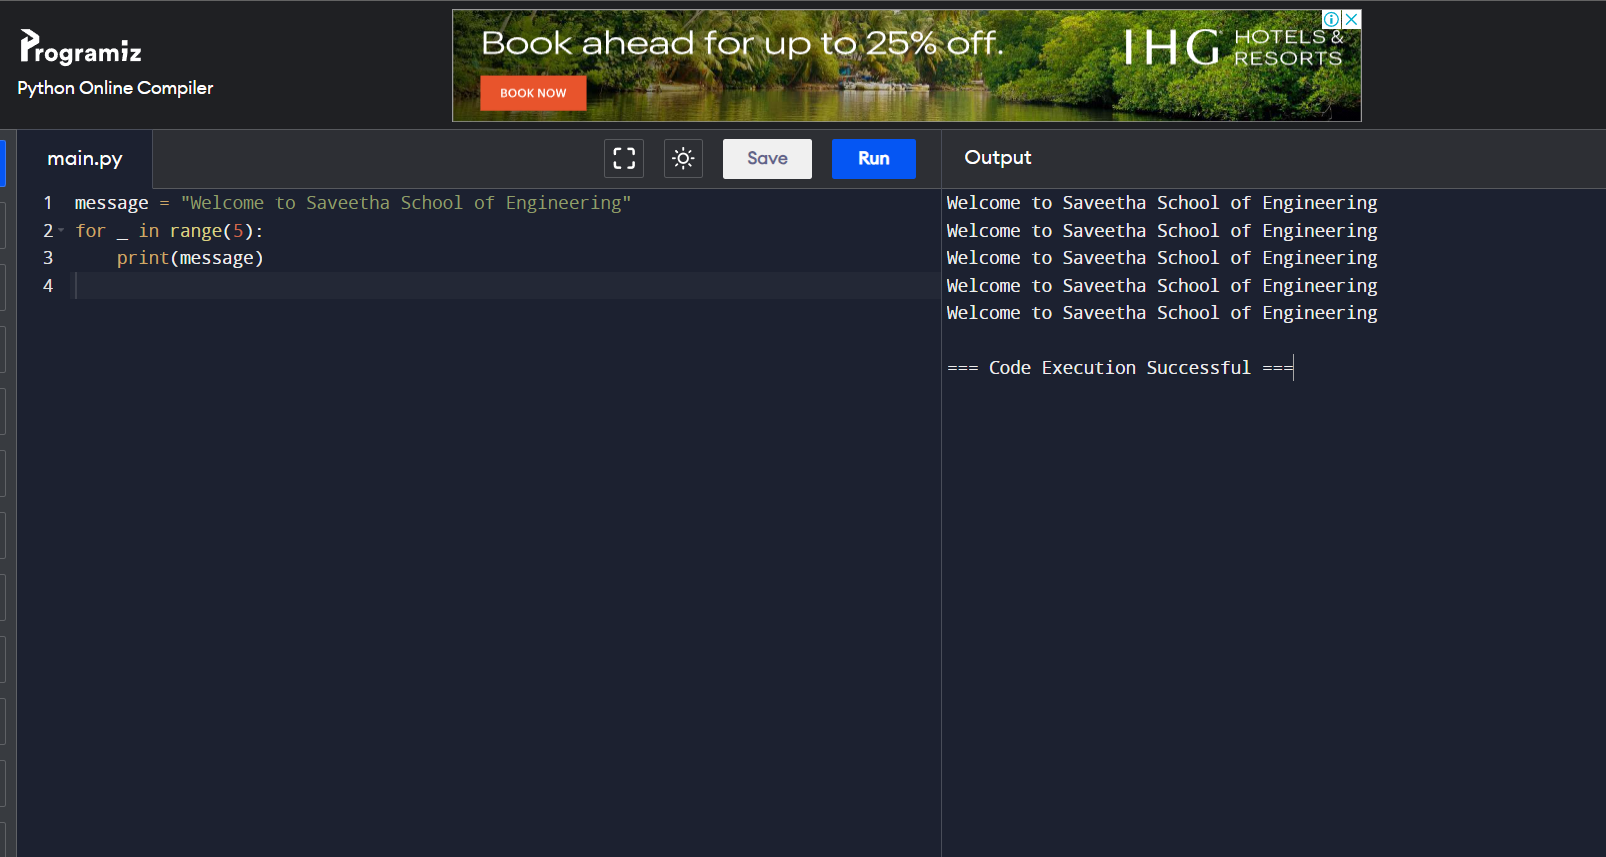 Programiz
Python Online Compiler
Book ahead for up to 25% off.
BOOK NOW
IHG HOTELS &
RESORTS
main.py
Save
Run
Output
1 message = "Welcome to Saveetha School of Engineering"
2 for _ in range(5):
3     print(message)
4
Welcome to Saveetha School of Engineering
Welcome to Saveetha School of Engineering
Welcome to Saveetha School of Engineering
Welcome to Saveetha School of Engineering
Welcome to Saveetha School of Engineering
=== Code Execution Successful ===